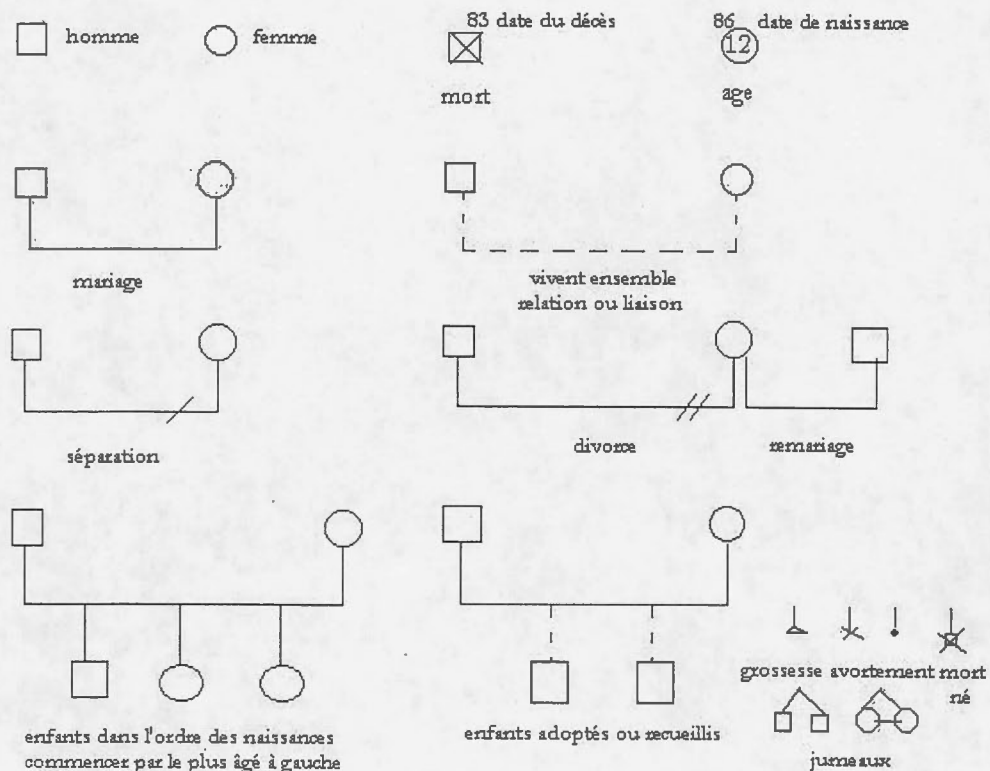 homme
femme
83 date du décès
mort
86 date de naissance
12
age
mariage
vivent ensemble
relation ou liaison
séparation
divorce
remariage
enfants dans l'ordre des naissances
commencer par le plus âgé à gauche
enfants adoptés ou recueillis
grossesse avortement mort
né
jumeaux